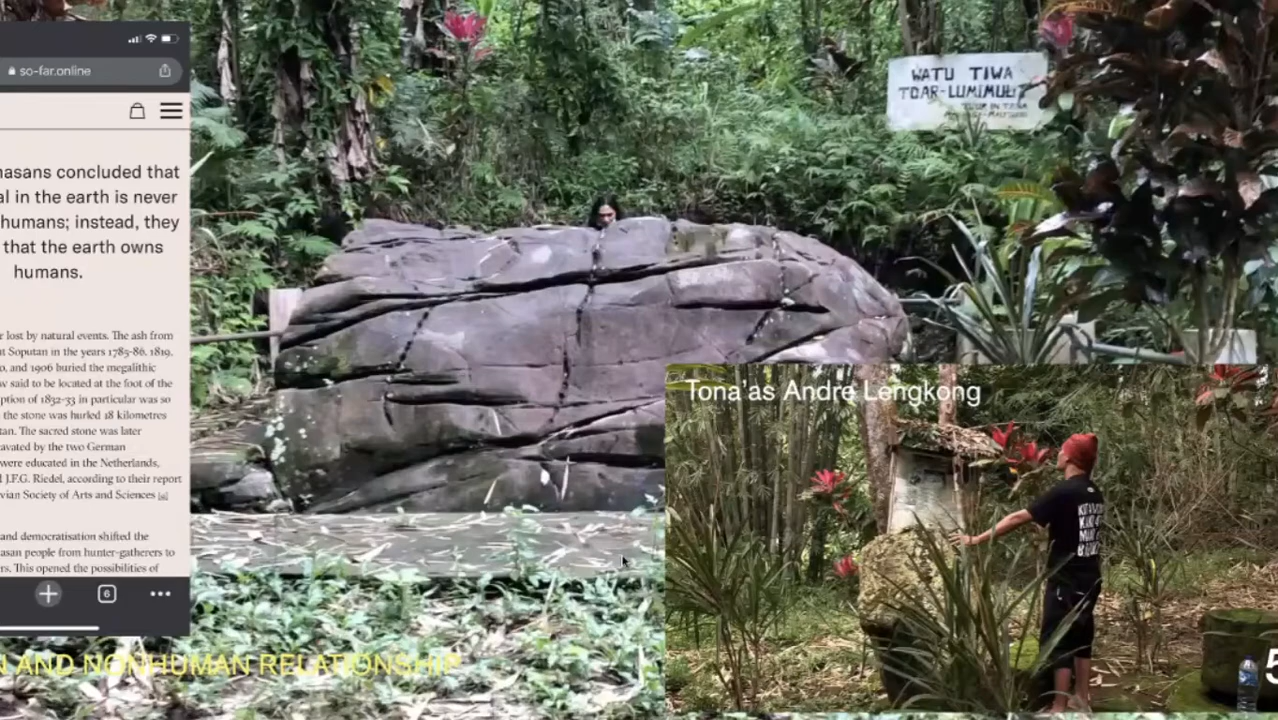 so-far.online
asans concluded that
al in the earth is never
humans; instead, they
that the earth owns
humans.
lost by natural events. The ash from
Soputan in the years 1785-86, 1819,
and 1906 buried the megalithic
said to be located at the foot of the
ption of 1832-33 in particular was so
the stone was hurled 18 kilometres
tan. The sacred stone was later
avated by the two German
were educated in the Netherlands,
J.F.G. Riedel, according to their report
vian Society of Arts and Sciences
and democratisation shifted the
asan people from hunter-gatherers to
rs. This opened the possibilities of
6
WATU TIWA
TOAR-LUMIMUUT
Tona'as Andre Lengkong
AND NONHUMAN RELATIONSHIP
5